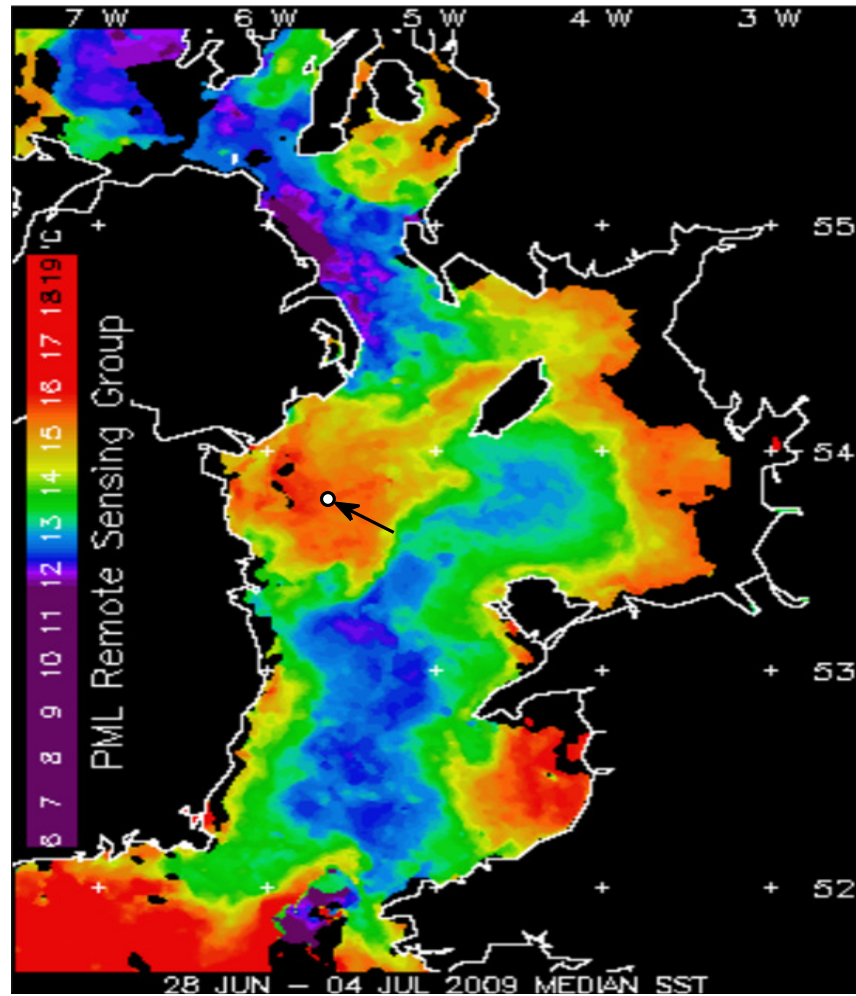 7 W 6 W 5 W 4 W 3 W
55
54
53
52
6 7 8 9 10 11 12 13 14 15 16 17 18 19 °C
PML Remote Sensing Group
28 JUN - 04 JUL 2009 MEDIAN SST